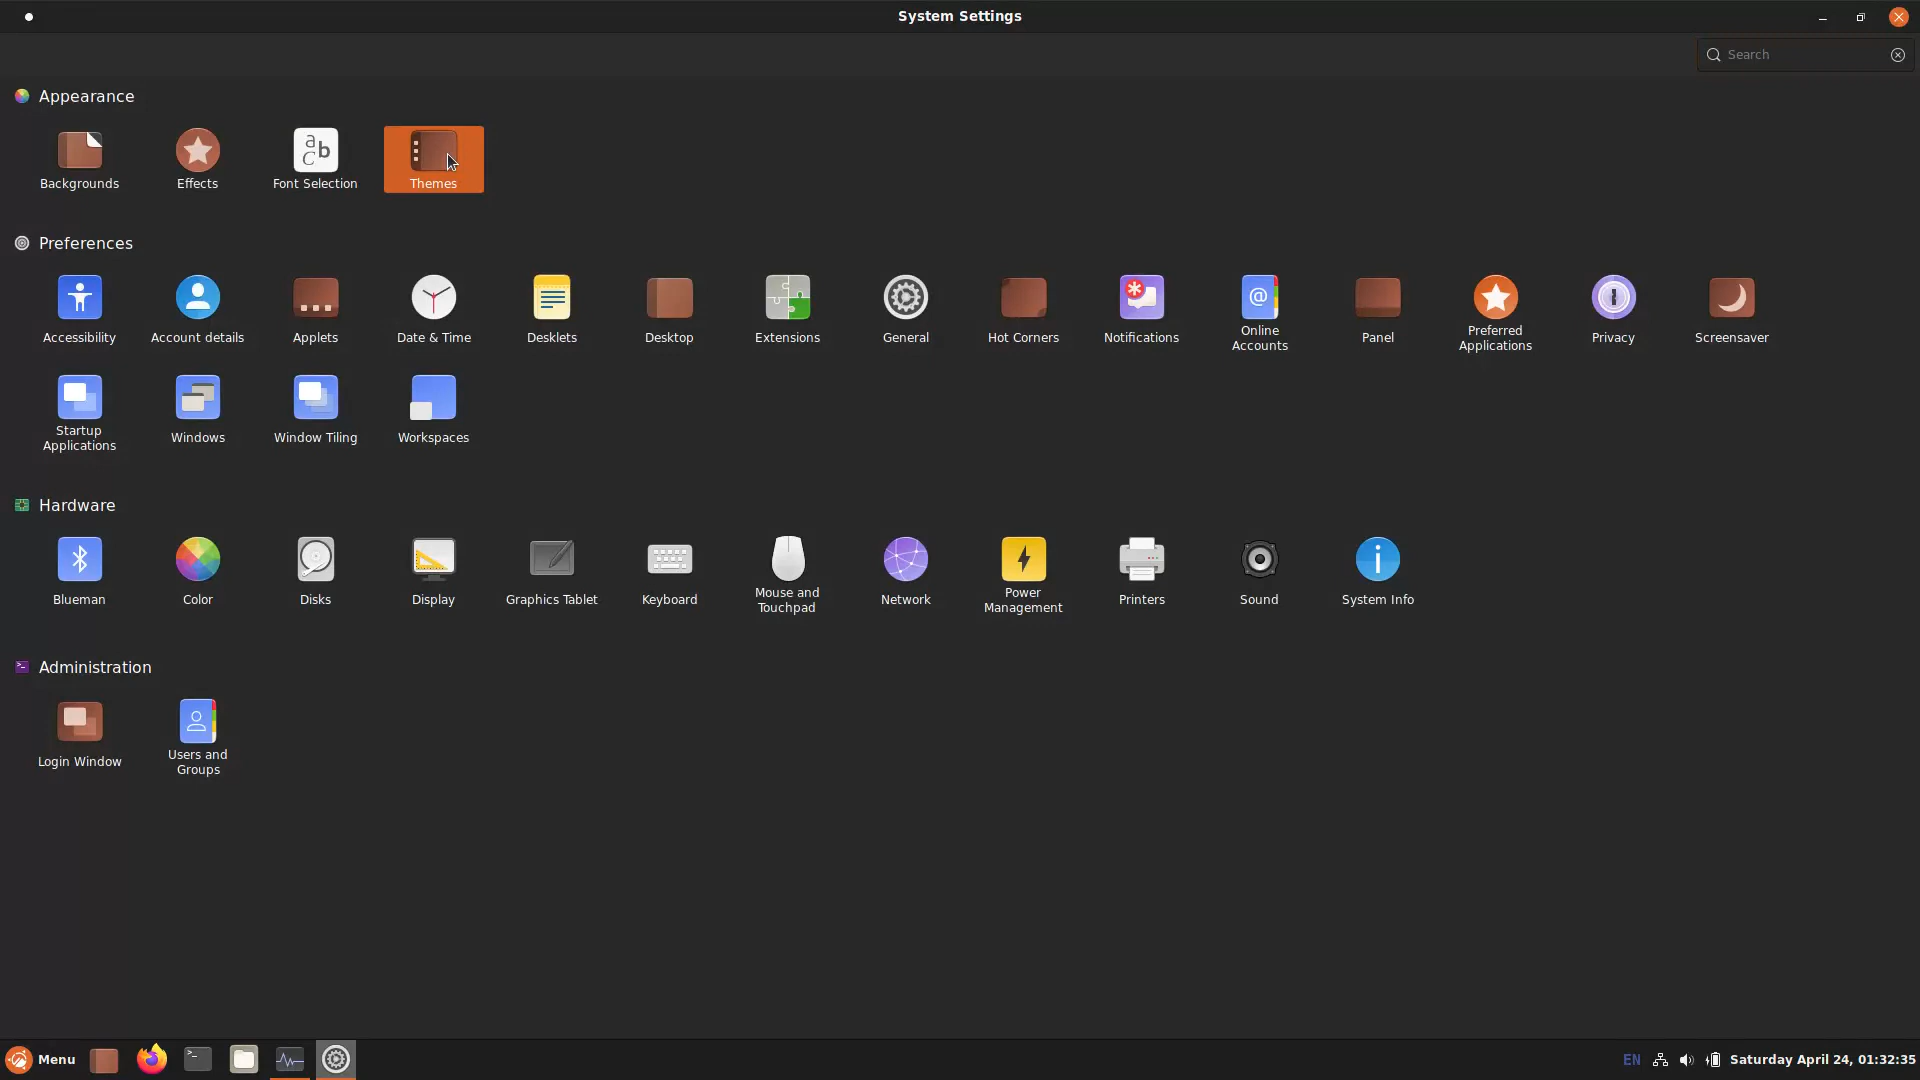 System Settings
Search
Appearance
Backgrounds
Effects
Font Selection
Themes
Preferences
Accessibility
Account details
Applets
Date & Time
Desklets
Desktop
Extensions
General
Hot Corners
Notifications
Online
Accounts
Panel
Preferred
Applications
Privacy
Screensaver
Startup
Applications
Windows
Window Tiling
Workspaces
Hardware
Blueman
Color
Disks
Display
Graphics Tablet
Keyboard
Mouse and
Touchpad
Network
Power
Management
Printers
Sound
System Info
Administration
Login Window
Users and
Groups
Menu
EN
Saturday April 24, 01:32:35